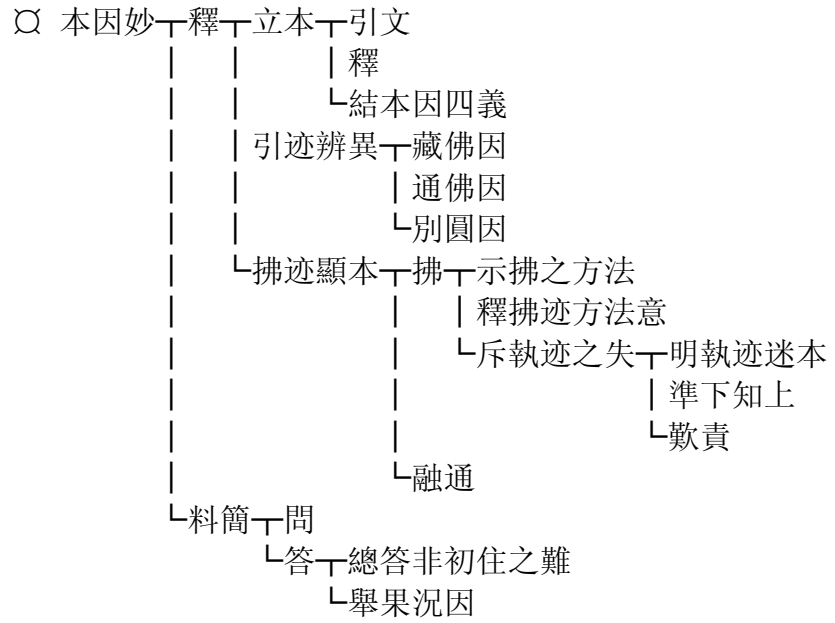 ¤ 本因妙┬釋┬立本┬引文
│ │ │釋
│ │ └結本因四義
│ │引迹辨異┬藏佛因
│ │ │通佛因
│ │ └別圓因
│ └拂迹顯本┬拂┬示拂之方法
│ │ │釋拂迹方法意
│ │ └斥執迹之失┬明執迹迷本
│ │ │準下知上
│ │ └歎責
│ └融通
└料簡┬問
└答┬總答非初住之難
└舉果況因